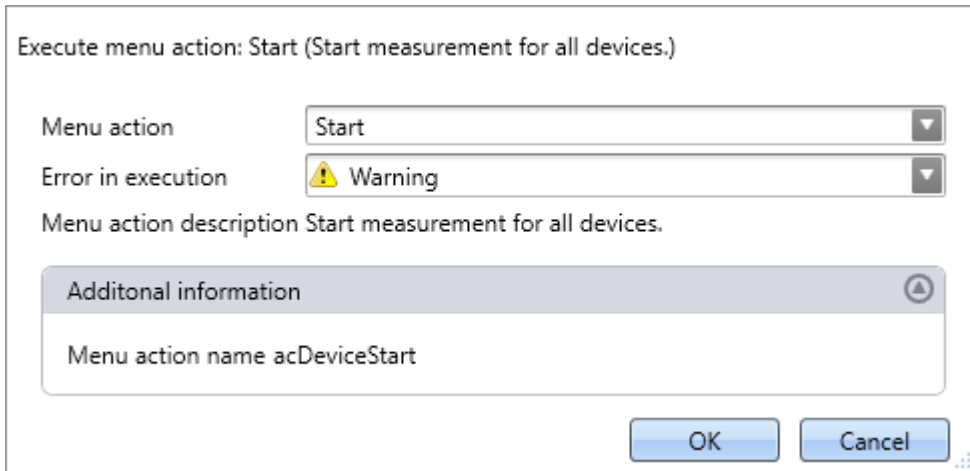 Execute menu action: Start (Start measurement for all devices.)
Menu action Start
Error in execution Warning
Menu action description Start measurement for all devices.
Additonal information
Menu action name acDeviceStart
OK Cancel